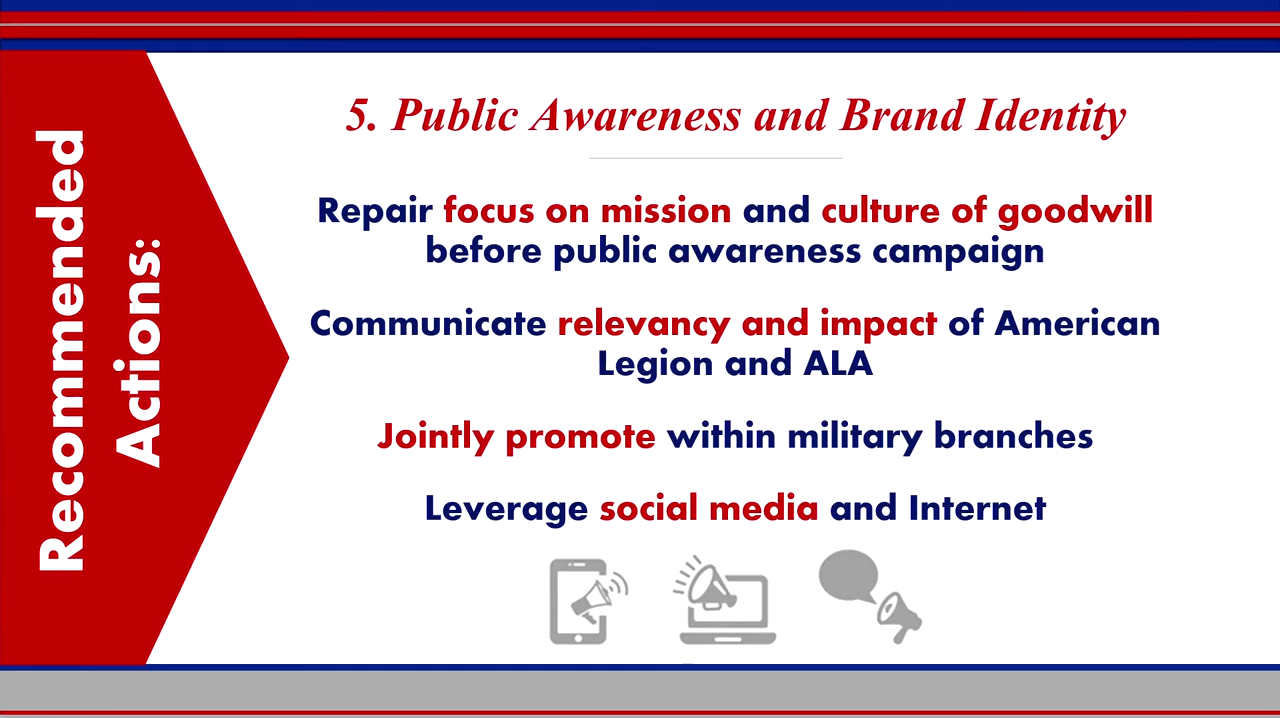 Recommended
Actions:
5. Public Awareness and Brand Identity
Repair focus on mission and culture of goodwill
before public awareness campaign
Communicate relevancy and impact of American
Legion and ALA
Jointly promote within military branches
Leverage social media and Internet